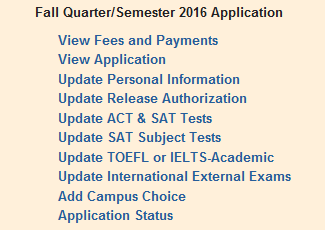 Fall Quarter/Semester 2016 Application
View Fees and Payments
View Application
Update Personal Information
Update Release Authorization
Update ACT & SAT Tests
Update SAT Subject Tests
Update TOEFL or IELTS-Academic
Update International External Exams
Add Campus Choice
Application Status